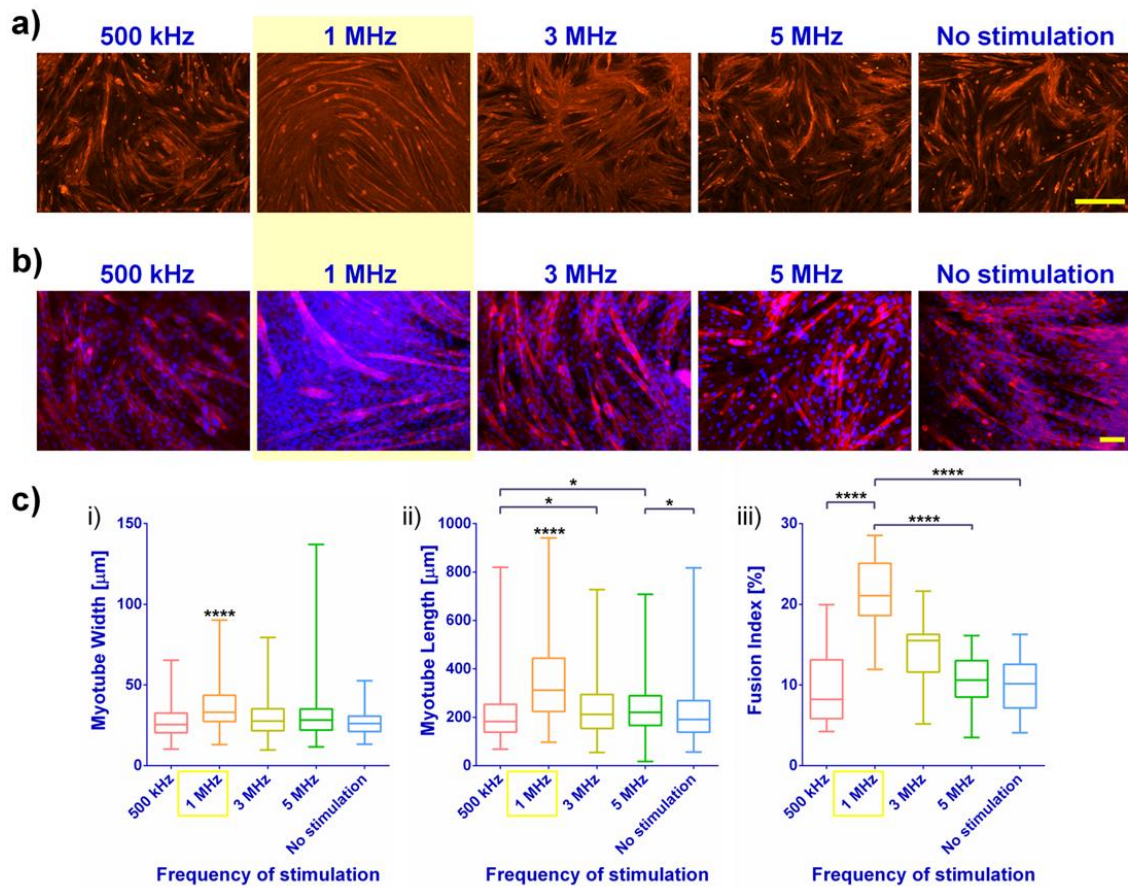 a)
500 kHz 1 MHz 3 MHz 5 MHz No stimulation
b)
500 kHz 1 MHz 3 MHz 5 MHz No stimulation
c)
i)
150
100
50
0
Myotube Width [µm]
****
500 kHz
1 MHz
3 MHz
5 MHz
No stimulation
Frequency of stimulation
ii)
1000
800
600
400
200
0
Myotube Length [µm]
*
*
*
****
500 kHz
1 MHz
3 MHz
5 MHz
No stimulation
Frequency of stimulation
iii)
30
20
10
0
Fusion Index [%]
****
****
****
500 kHz
1 MHz
3 MHz
5 MHz
No stimulation
Frequency of stimulation